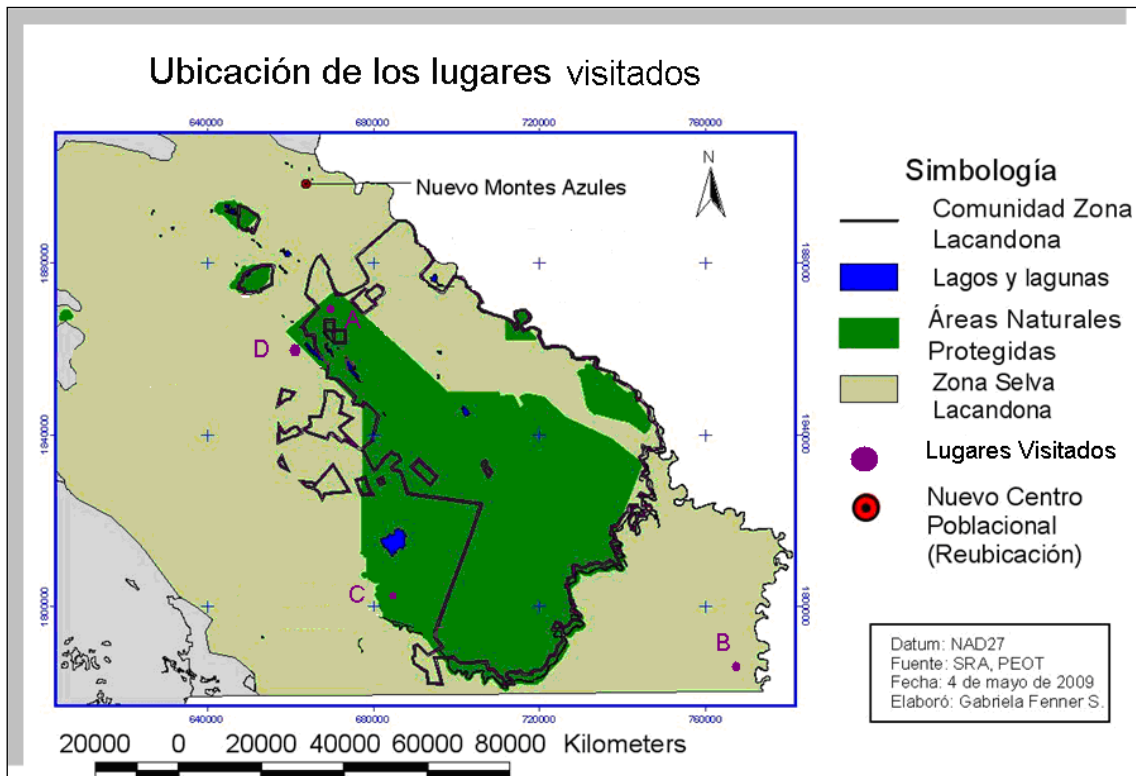 Ubicación de los lugares visitados
640000 680000 720000 760000
N
Nuevo Montes Azules
1880000 1880000
A
D
1840000 1840000
C
1800000 1800000
B
640000 680000 720000 760000
20000 0 20000 40000 60000 80000 Kilometers
Simbología
Comunidad Zona
Lacandona
Lagos y lagunas
Áreas Naturales
Protegidas
Zona Selva
Lacandona
Lugares Visitados
Nuevo Centro
Poblacional
(Reubicación)
Datum: NAD27
Fuente: SRA, PEOT
Fecha: 4 de mayo de 2009
Elaboró: Gabriela Fenner S.